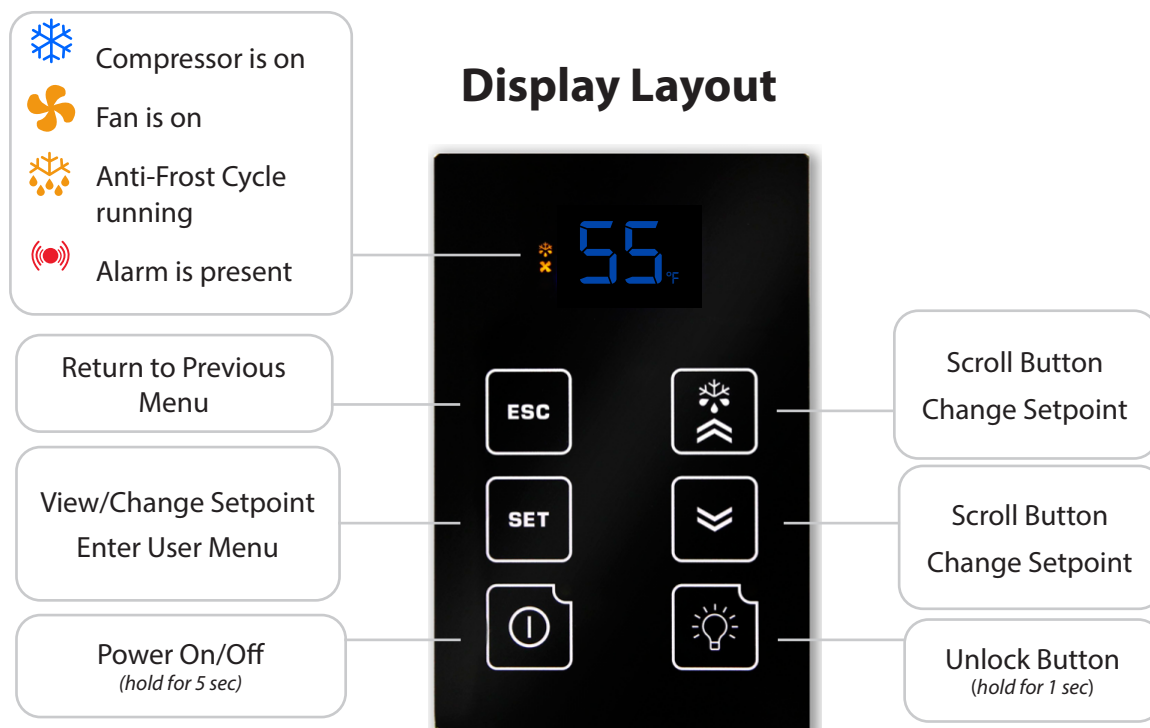 Compressor is on
Fan is on
Anti-Frost Cycle
running
Alarm is present
Display Layout
55 °F
Return to Previous
Menu
ESC
Scroll Button
Change Setpoint
View/Change Setpoint
Enter User Menu
SET
Scroll Button
Change Setpoint
Power On/Off
(hold for 5 sec)
Unlock Button
(hold for 1 sec)